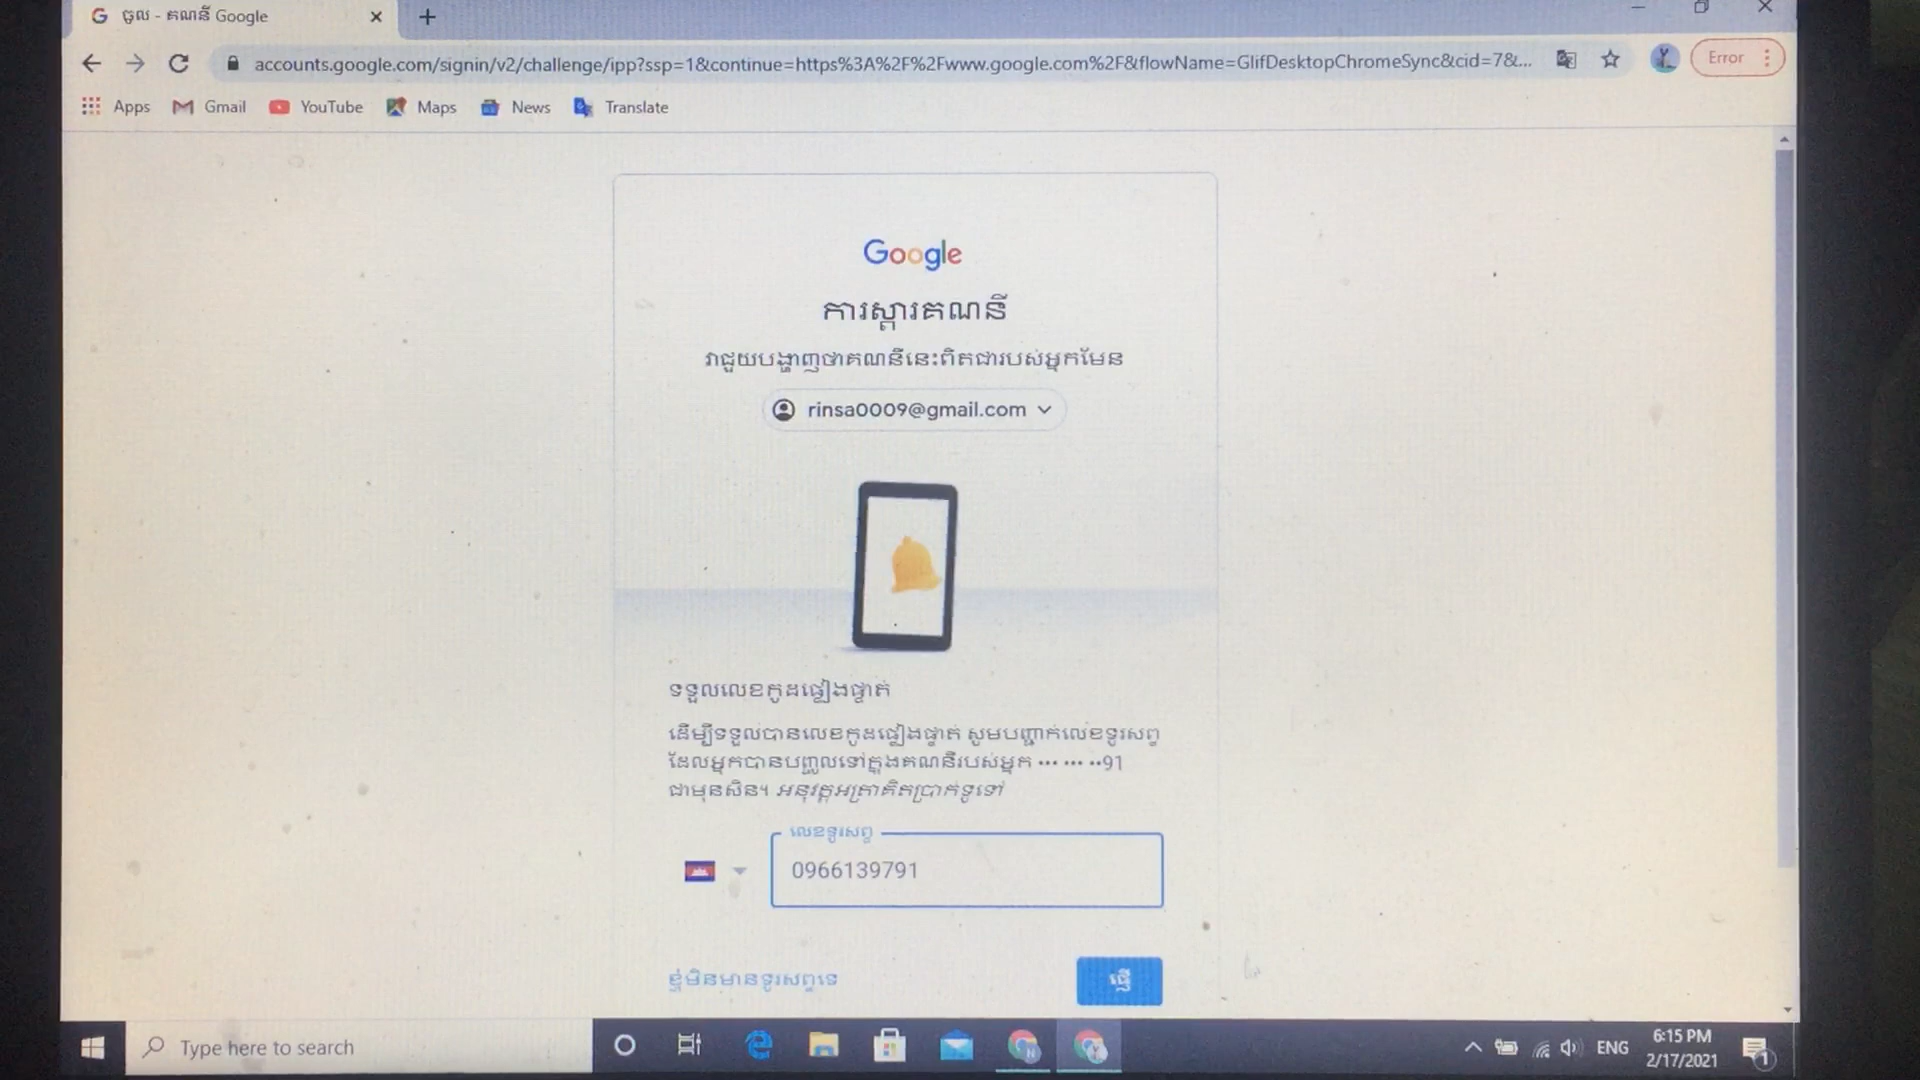 ចូល - គណនី Google
accounts.google.com/signin/v2/challenge/ipp?ssp=1&continue=https%3A%2F%2Fwww.google.com%2F&flowName=GlifDesktopChromeSync&cid=7&...
Error
Apps Gmail YouTube Maps News Translate
Google
ការស្តារគណនី
វាជួយបង្ហាញថាគណនីនេះពិតជារបស់អ្នកមែន
rinsa0009@gmail.com
ទទួលលេខកូដផ្ទៀងផ្ទាត់
ដើម្បីទទួលបានលេខកូដផ្ទៀងផ្ទាត់ សូមបញ្ជាក់លេខទូរសព្ទ
ដែលអ្នកបានបញ្ចូលទៅក្នុងគណនីរបស់អ្នក ••• ••• ••91
ជាមុនសិន។ អនុវត្តអត្រាគិតប្រាក់ទូទៅ
លេខទូរសព្ទ
0966139791
ខ្ញុំមិនមានទូរសព្ទទេ
ផ្ញើ
Type here to search
ENG
6:15 PM
2/17/2021
1